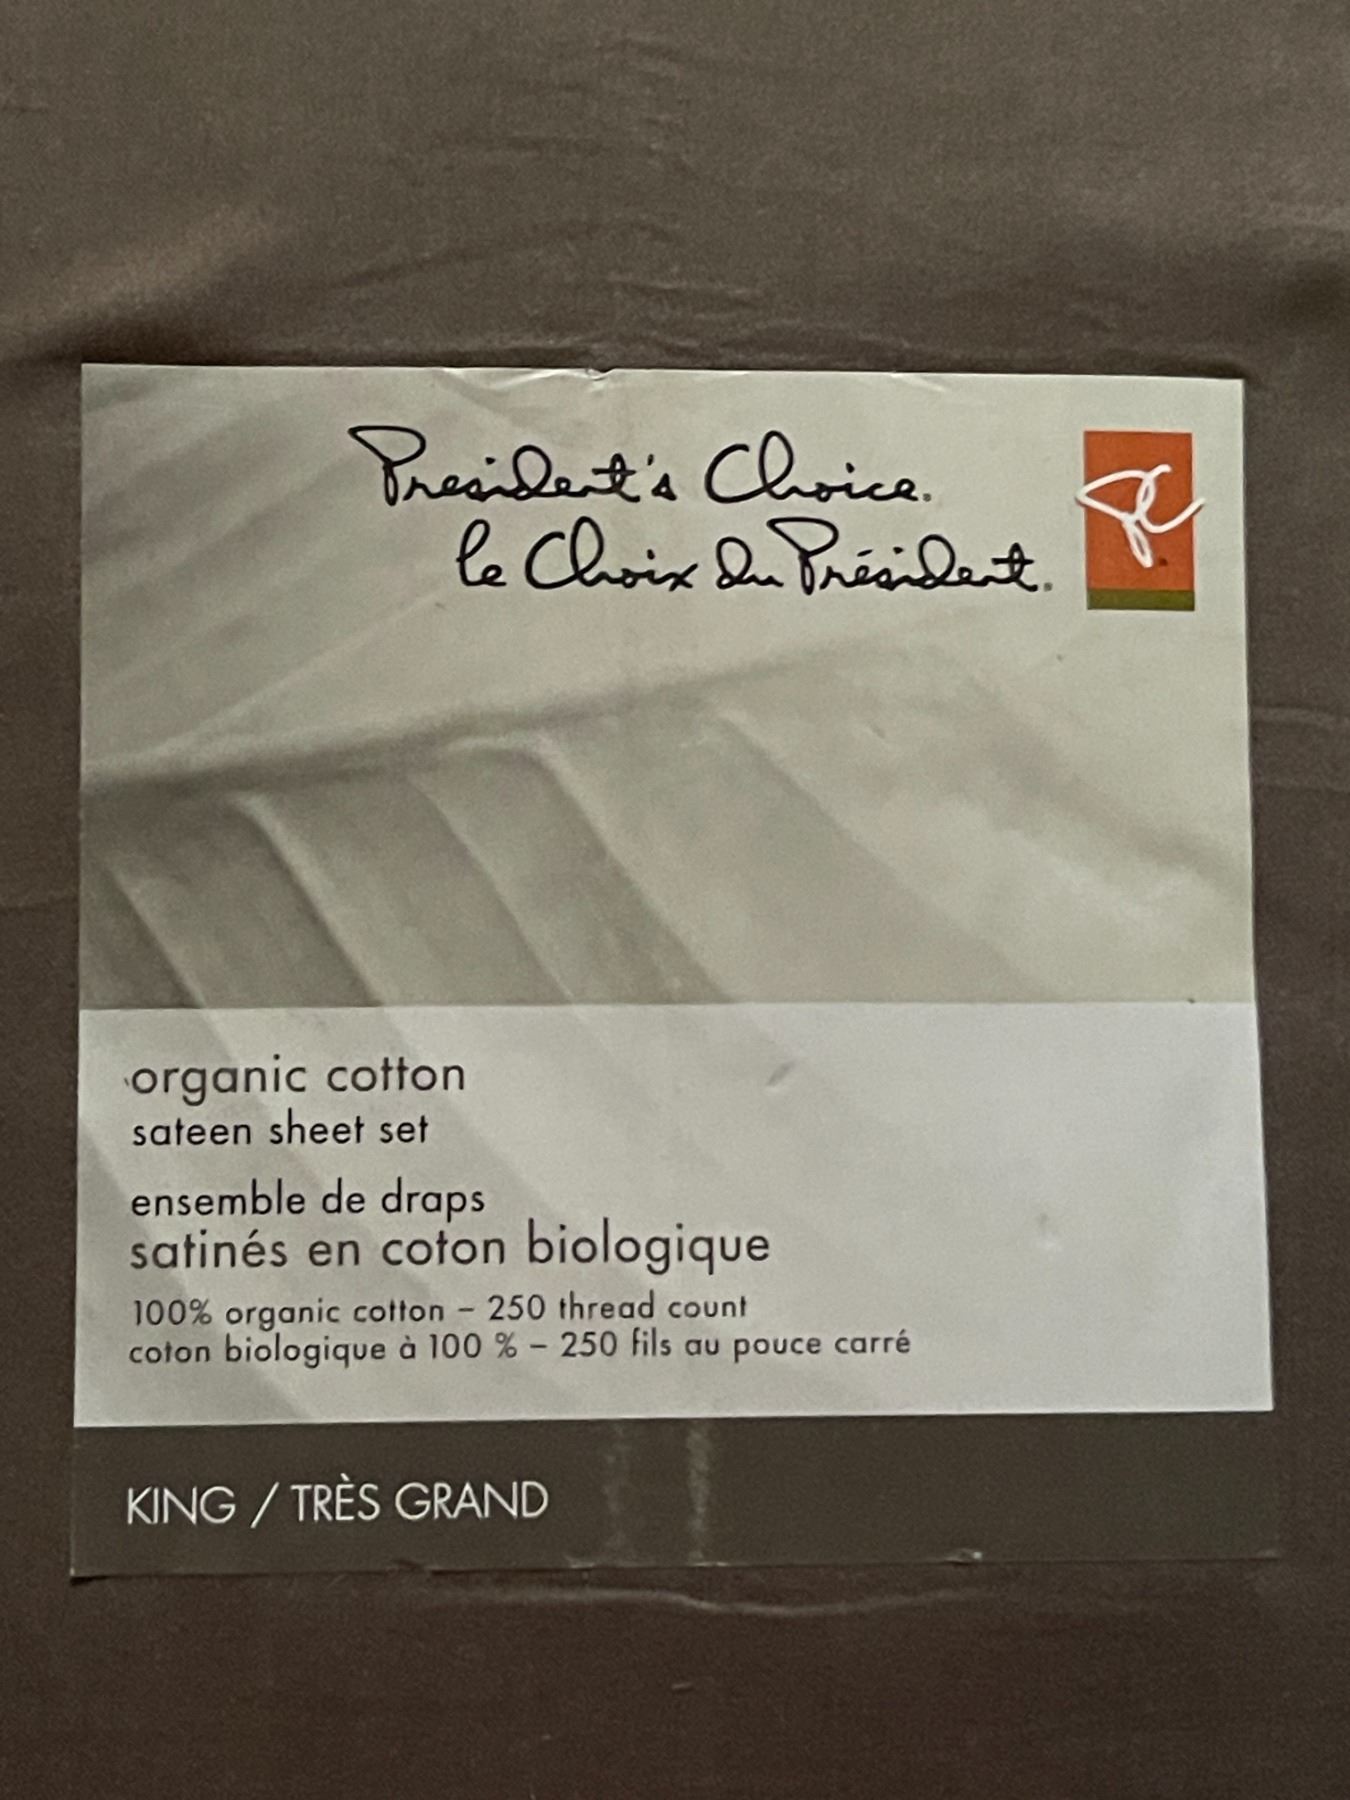 President's Choice®
le Choix du Président®
PC®
organic cotton
sateen sheet set
ensemble de draps
satinés en coton biologique
100% organic cotton – 250 thread count
coton biologique à 100 % – 250 fils au pouce carré
KING / TRÈS GRAND